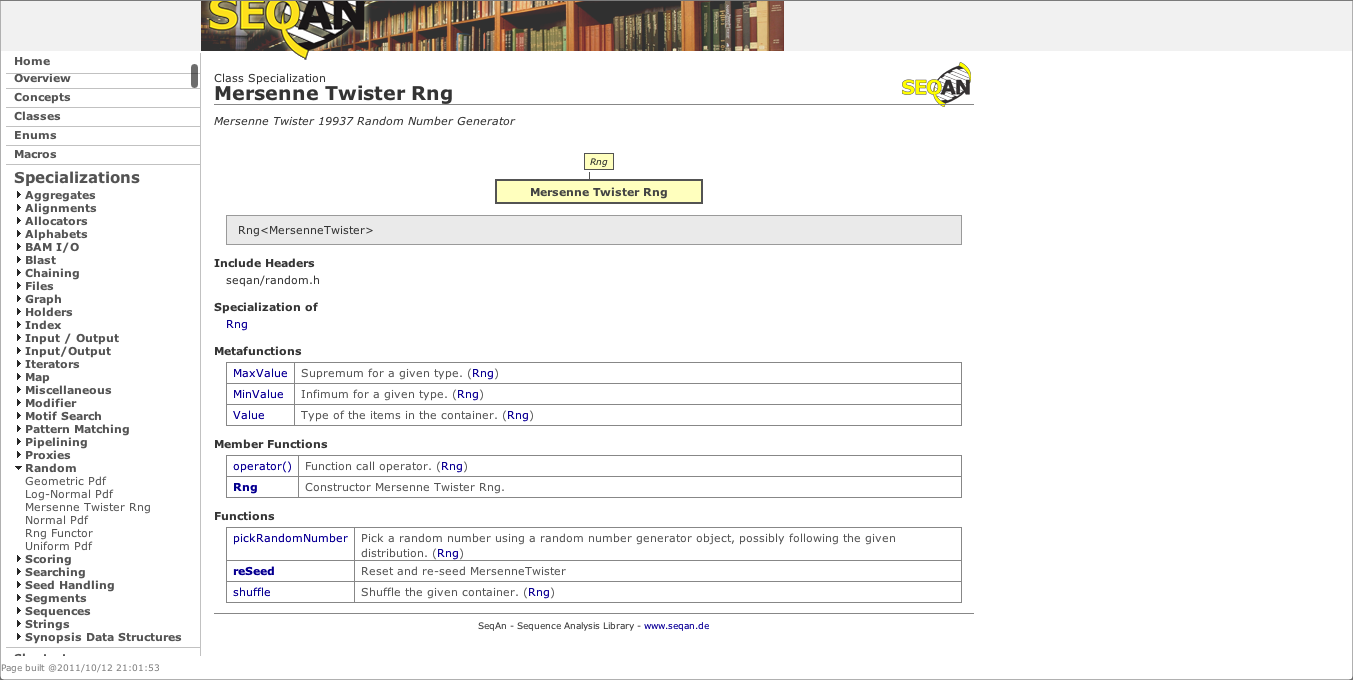 SEQAN
Home
Overview
Concepts
Classes
Enums
Macros
Specializations
Aggregates
Alignments
Allocators
Alphabets
BAM I/O
Blast
Chaining
Files
Graph
Holders
Index
Input / Output
Input/Output
Iterators
Map
Miscellaneous
Modifier
Motif Search
Pattern Matching
Pipelining
Proxies
Random
Geometric Pdf
Log-Normal Pdf
Mersenne Twister Rng
Normal Pdf
Rng Functor
Uniform Pdf
Scoring
Searching
Seed Handling
Segments
Sequences
Strings
Synopsis Data Structures
Page built @2011/10/12 21:01:53
Class Specialization
Mersenne Twister Rng
SEQAN
Mersenne Twister 19937 Random Number Generator
Rng
Mersenne Twister Rng
Rng<MersenneTwister>
Include Headers
seqan/random.h
Specialization of
Rng
Metafunctions
MaxValue Supremum for a given type. (Rng)
MinValue Infimum for a given type. (Rng)
Value Type of the items in the container. (Rng)
Member Functions
operator() Function call operator. (Rng)
Rng Constructor Mersenne Twister Rng.
Functions
pickRandomNumber Pick a random number using a random number generator object, possibly following the given
distribution. (Rng)
reSeed Reset and re-seed MersenneTwister
shuffle Shuffle the given container. (Rng)
SeqAn - Sequence Analysis Library - www.seqan.de